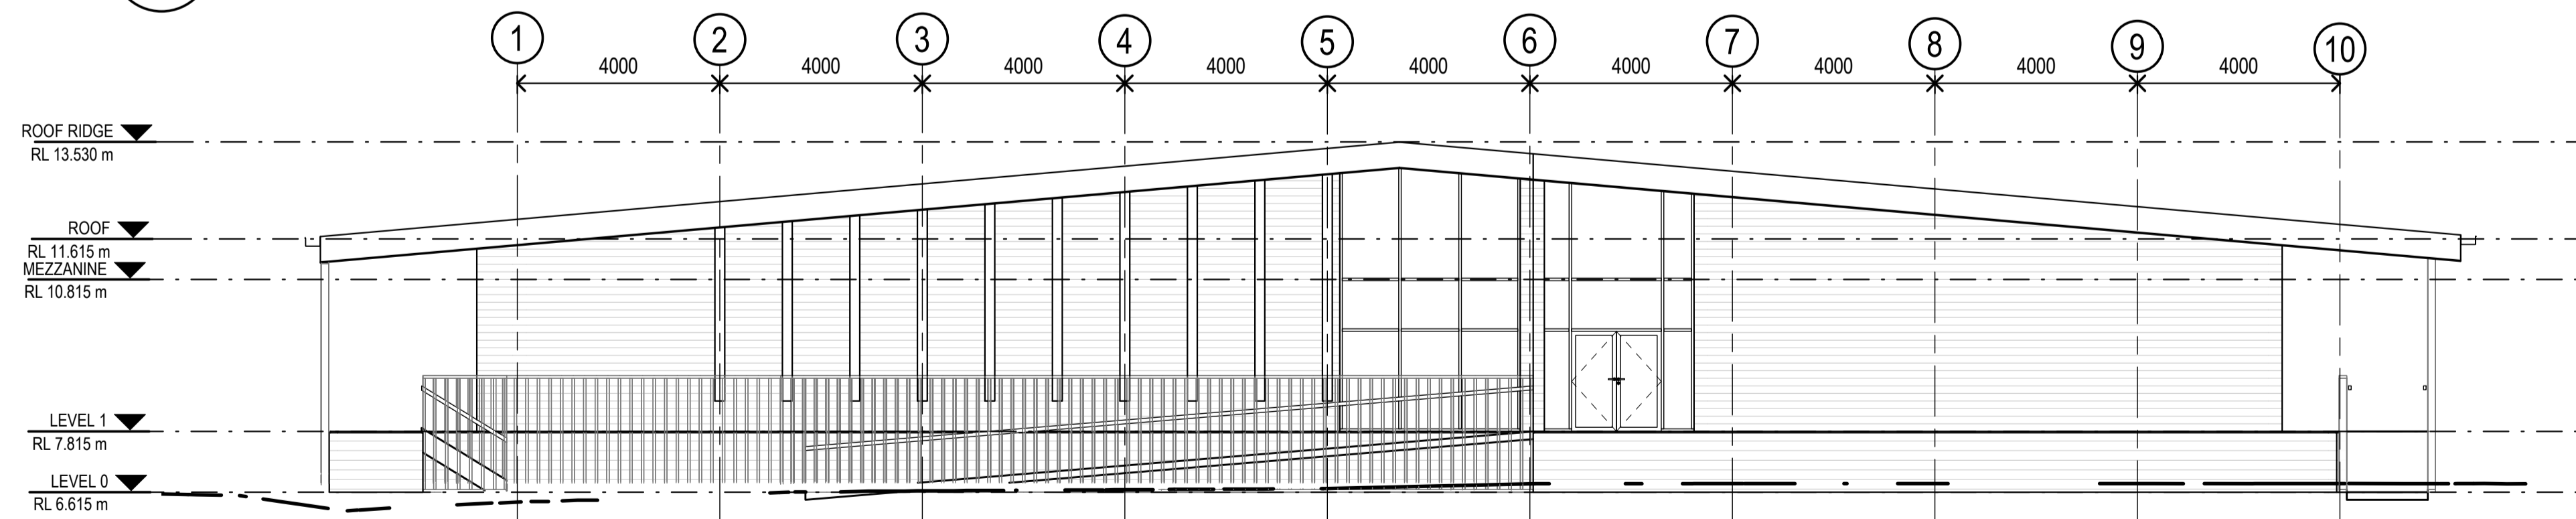 1 2 3 4 5 6 7 8 9 10
4000 4000 4000 4000 4000 4000 4000 4000 4000
ROOF RIDGE
RL 13.530 m
ROOF
RL 11.615 m
MEZZANINE
RL 10.815 m
LEVEL 1
RL 7.815 m
LEVEL 0
RL 6.615 m